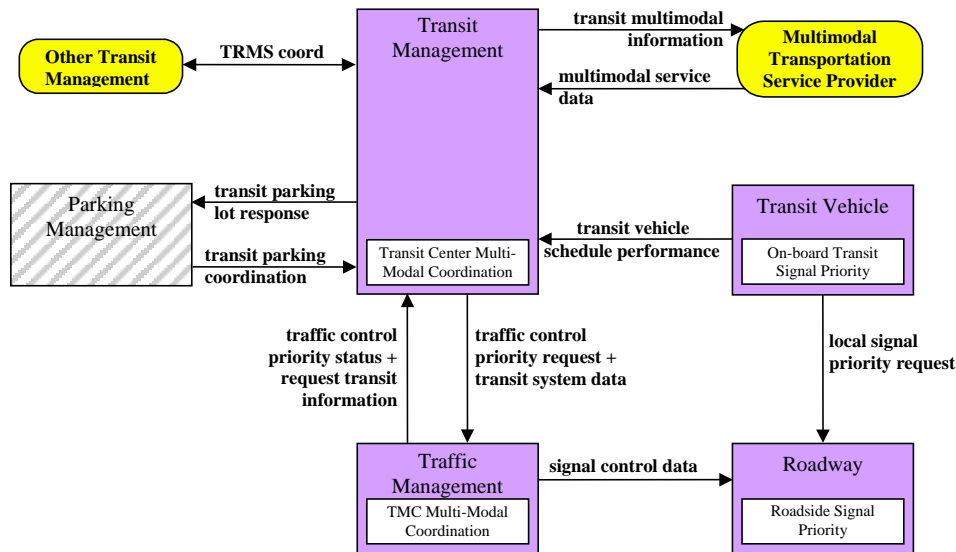 Transit
Management
transit multimodal
information
Other Transit
Management
TRMS coord
Multimodal
Transportation
Service Provider
multimodal service
data
Parking
Management
transit parking
lot response
transit parking
coordination
Transit Center Multi-
Modal Coordination
transit vehicle
schedule performance
Transit Vehicle
On-board Transit
Signal Priority
traffic control
priority status +
request transit
information
traffic control
priority request +
transit system data
local signal
priority request
Traffic
Management
TMC Multi-Modal
Coordination
signal control data
Roadway
Roadside Signal
Priority